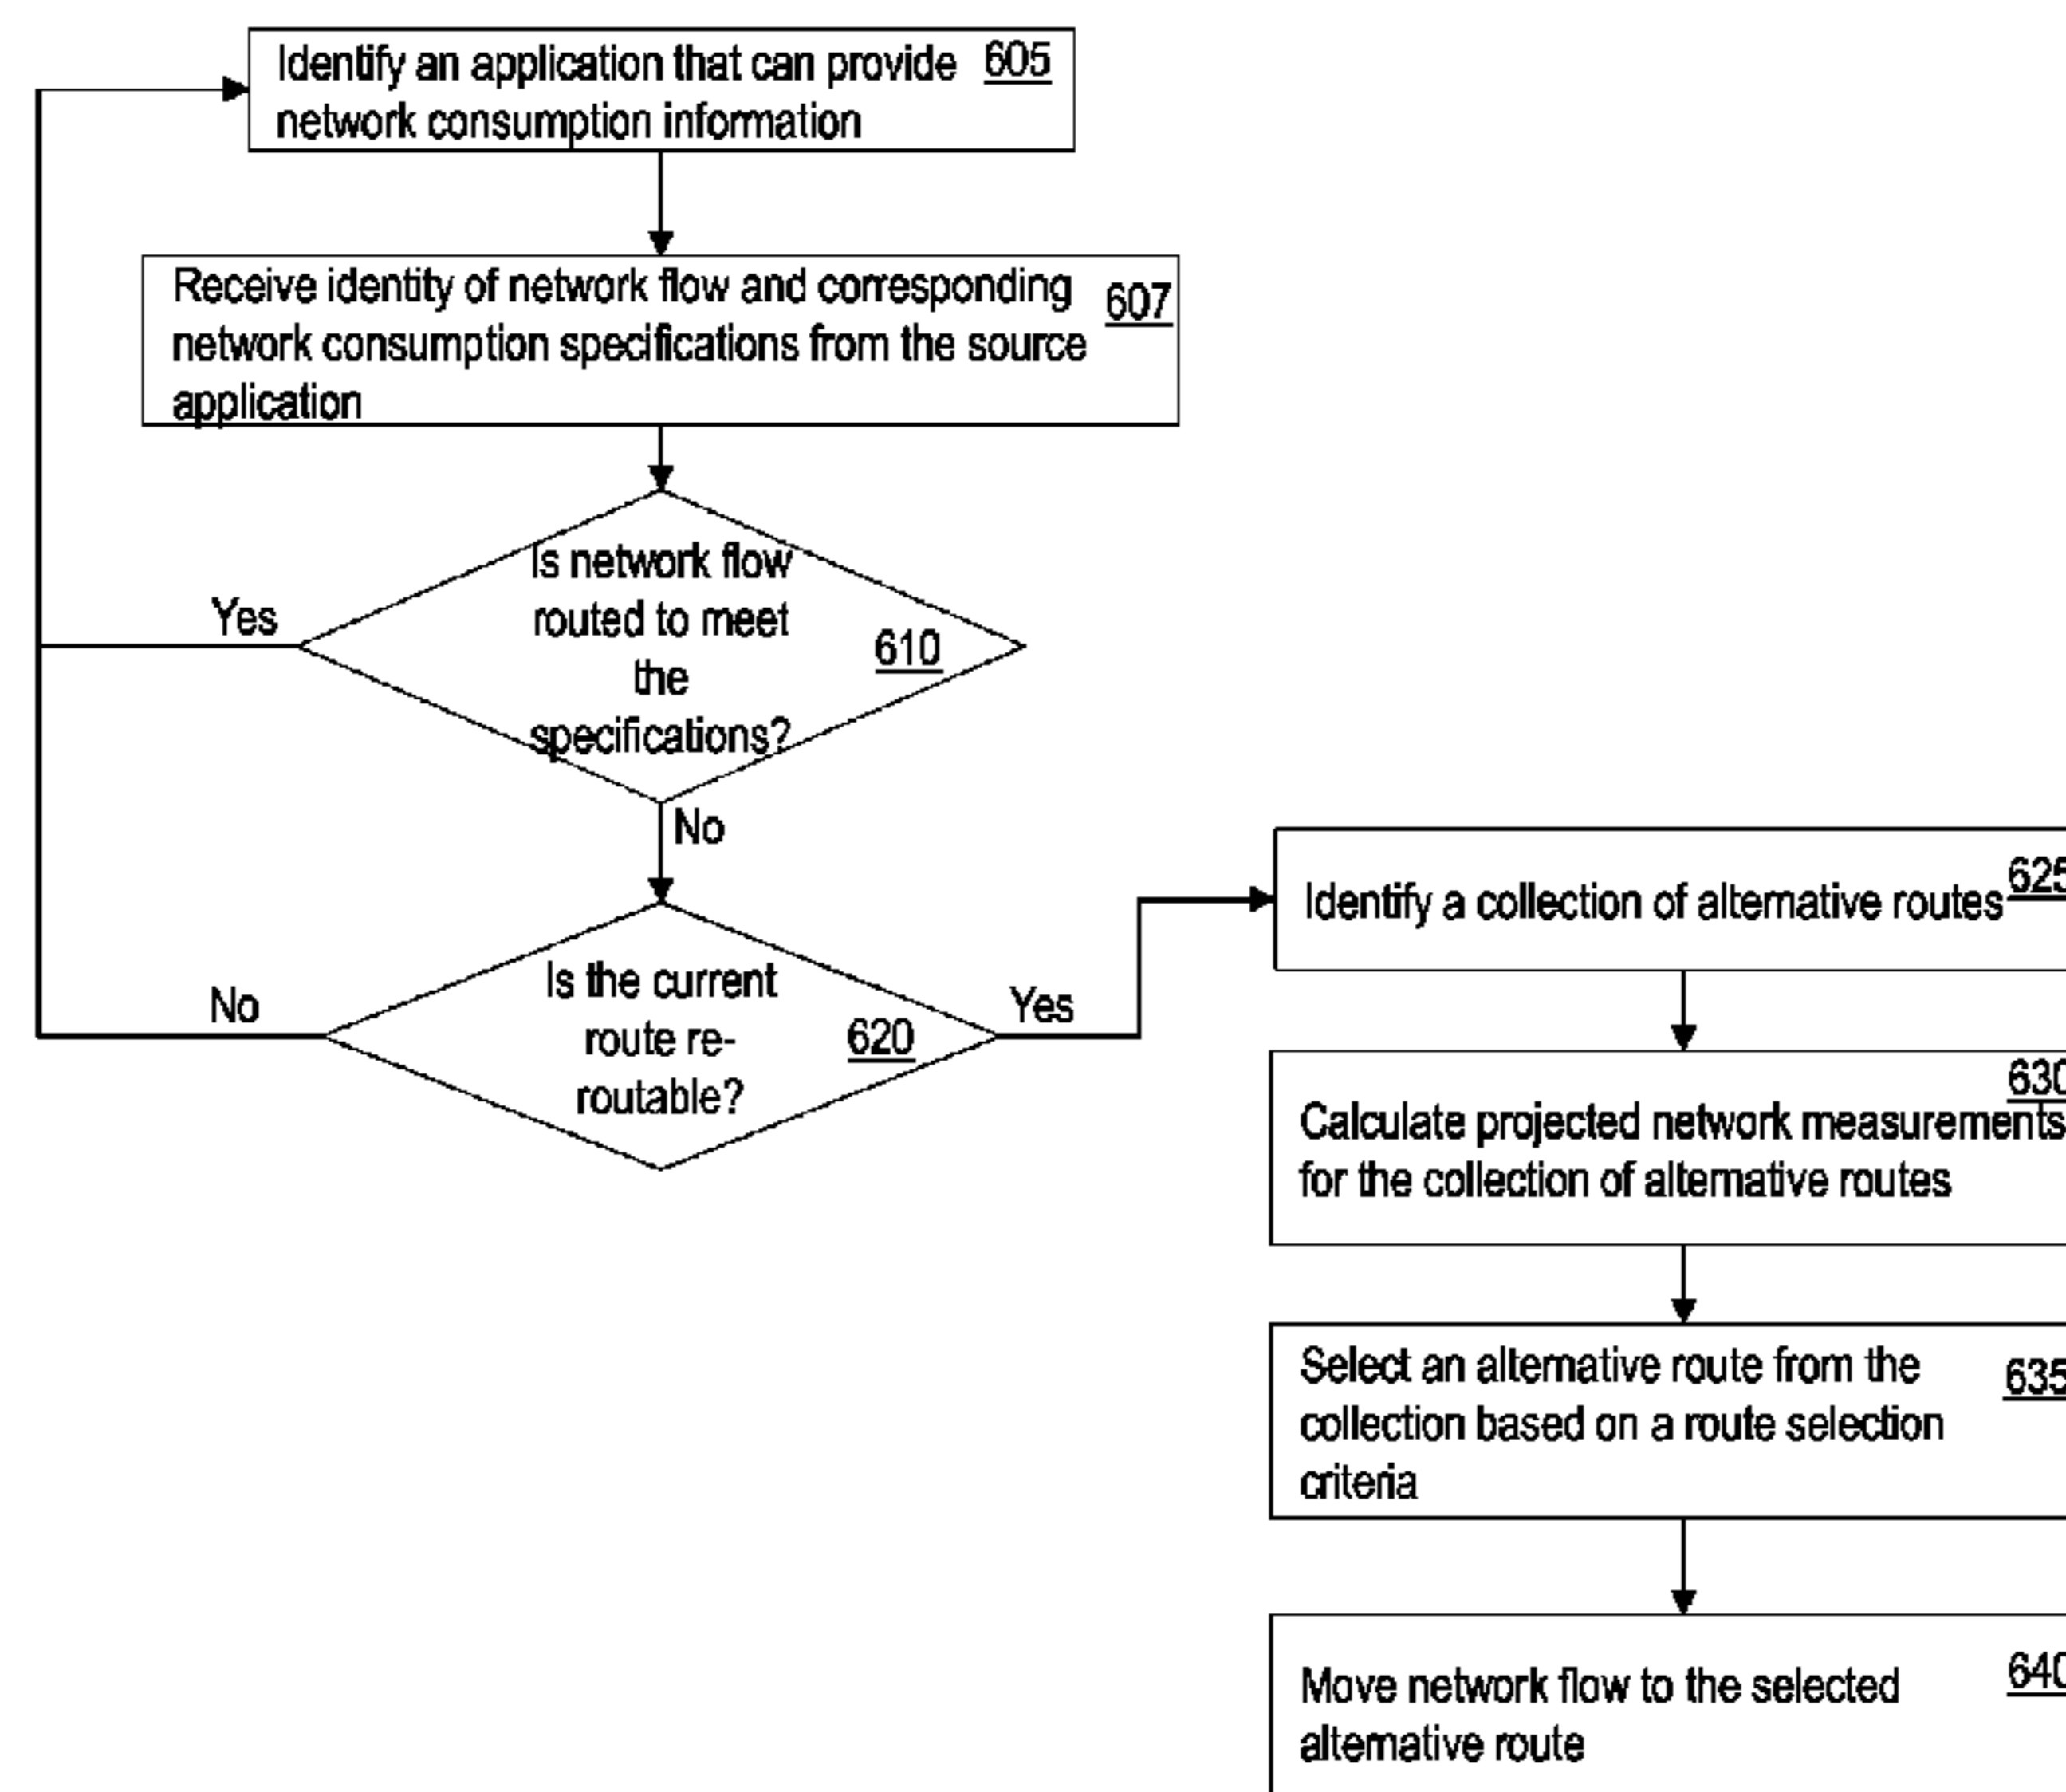 Identify an application that can provide 605
network consumption information
Receive identity of network flow and corresponding 607
network consumption specifications from the source
application
Is network flow
routed to meet
the
specifications?
610
Yes
No
Is the current
route re-
routable?
620
No
Yes
Identify a collection of alternative routes 625
630
Calculate projected network measurements
for the collection of alternative routes
Select an alternative route from the 635
collection based on a route selection
criteria
Move network flow to the selected 640
alternative route